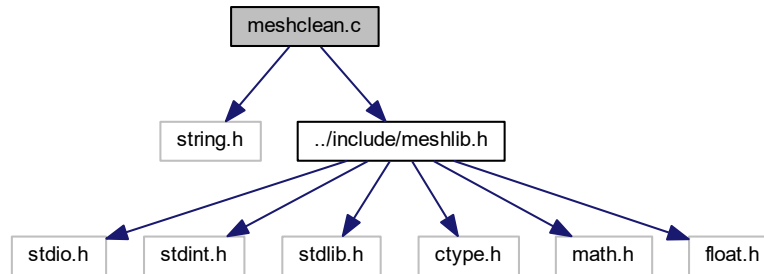 meshclean.c
string.h
../include/meshlib.h
stdio.h
stdint.h
stdlib.h
ctype.h
math.h
float.h